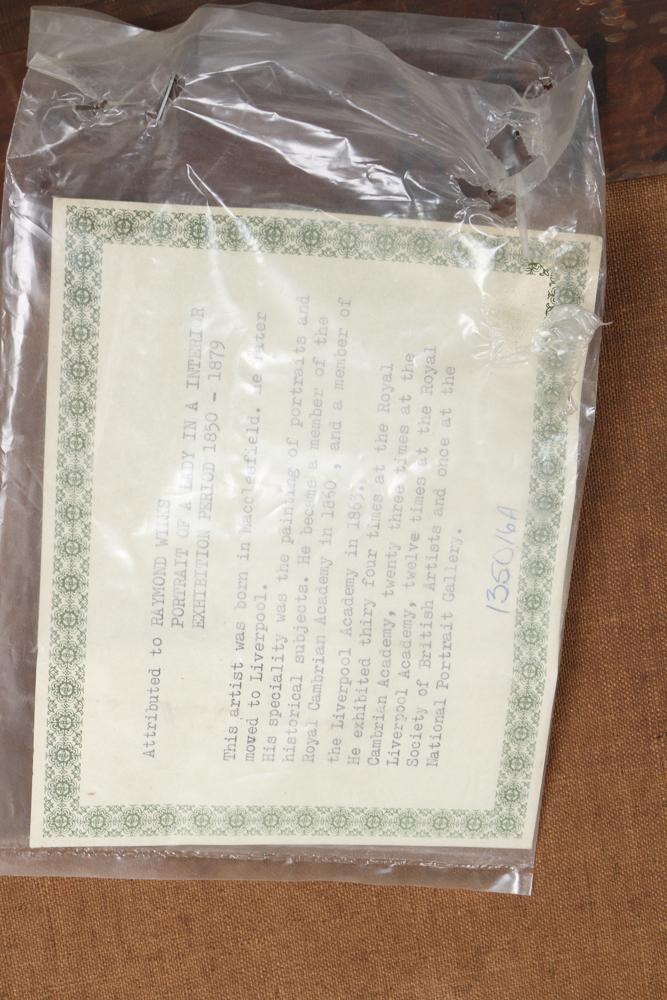 Attributed to RAYMOND WILKS
PORTRAIT OF A LADY IN A INTERIOR
EXHIBITION PERIOD 1850 - 1879
This artist was born in Macclesfield. He later
moved to Liverpool.
His speciality was the painting of portraits and
historical subjects. He became a member of the
Royal Cambrian Academy in 1860, and a member of
the Liverpool Academy in 1863.
He exhibited thiry four times at the Royal
Cambrian Academy, twenty three times at the
Liverpool Academy, twelve times at the Royal
Society of British Artists and once at the
National Portrait Gallery.
1350/6A